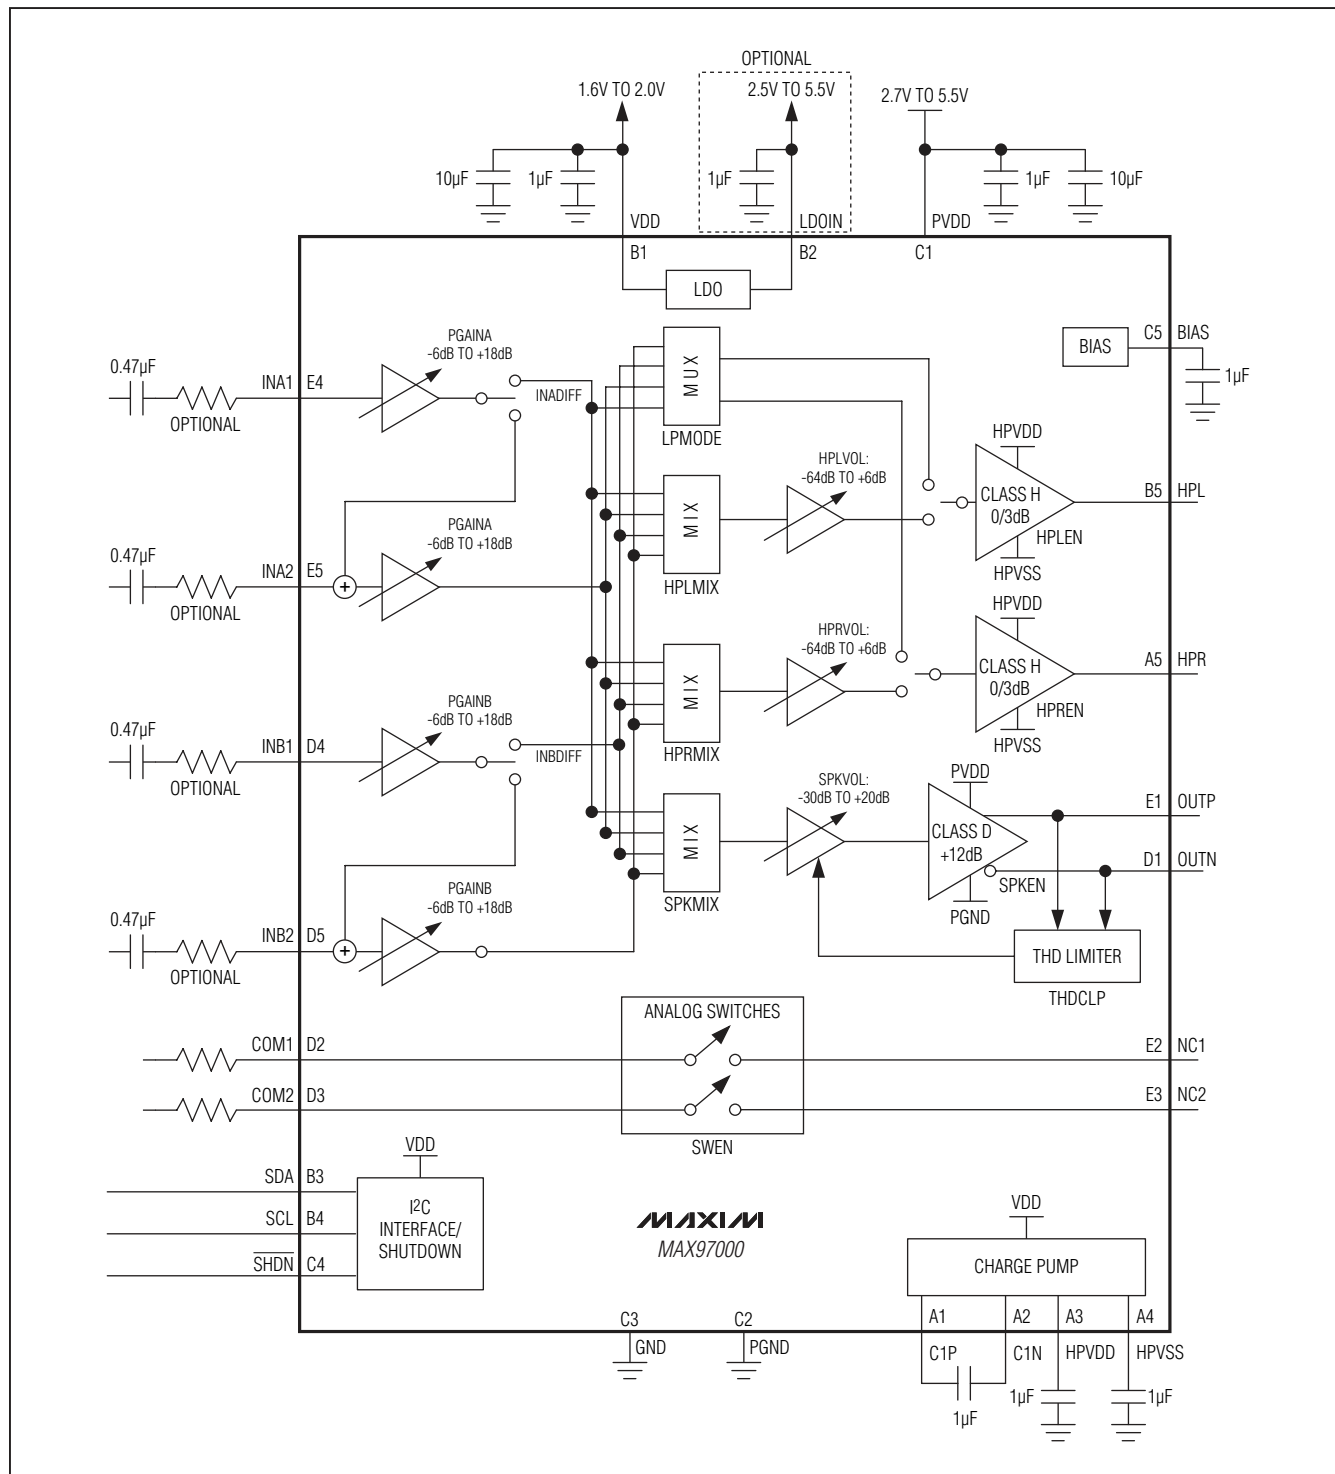 OPTIONAL
1.6V TO 2.0V
2.5V TO 5.5V
2.7V TO 5.5V
10µF
1µF
1µF
1µF
10µF
VDD
LDOIN
PVDD
B1
B2
C1
LDO
PGAINA
-6dB TO +18dB
0.47µF
INA1
E4
OPTIONAL
INADIFF
MUX
LPMODE
BIAS
C5
BIAS
1µF
HPLVOL:
-64dB TO +6dB
HPVDD
CLASS H
0/3dB
HPLEN
HPVSS
B5
HPL
PGAINA
-6dB TO +18dB
0.47µF
INA2
E5
OPTIONAL
MIX
HPLMIX
HPRVOL:
-64dB TO +6dB
HPVDD
CLASS H
0/3dB
HPREN
HPVSS
A5
HPR
PGAINB
-6dB TO +18dB
0.47µF
INB1
D4
OPTIONAL
INBDIFF
MIX
HPRMIX
SPKVOL:
-30dB TO +20dB
PVDD
CLASS D
+12dB
SPKEN
PGND
E1
OUTP
D1
OUTN
PGAINB
-6dB TO +18dB
0.47µF
INB2
D5
OPTIONAL
MIX
SPKMIX
THD LIMITER
THDCLP
ANALOG SWITCHES
COM1
D2
E2
NC1
COM2
D3
E3
NC2
SWEN
VDD
SDA
B3
SCL
B4
SHDN
C4
I²C
INTERFACE/
SHUTDOWN
MAXIM
MAX97000
VDD
CHARGE PUMP
C3
C2
A1
A2
A3
A4
GND
PGND
C1P
C1N
HPVDD
HPVSS
1µF
1µF
1µF